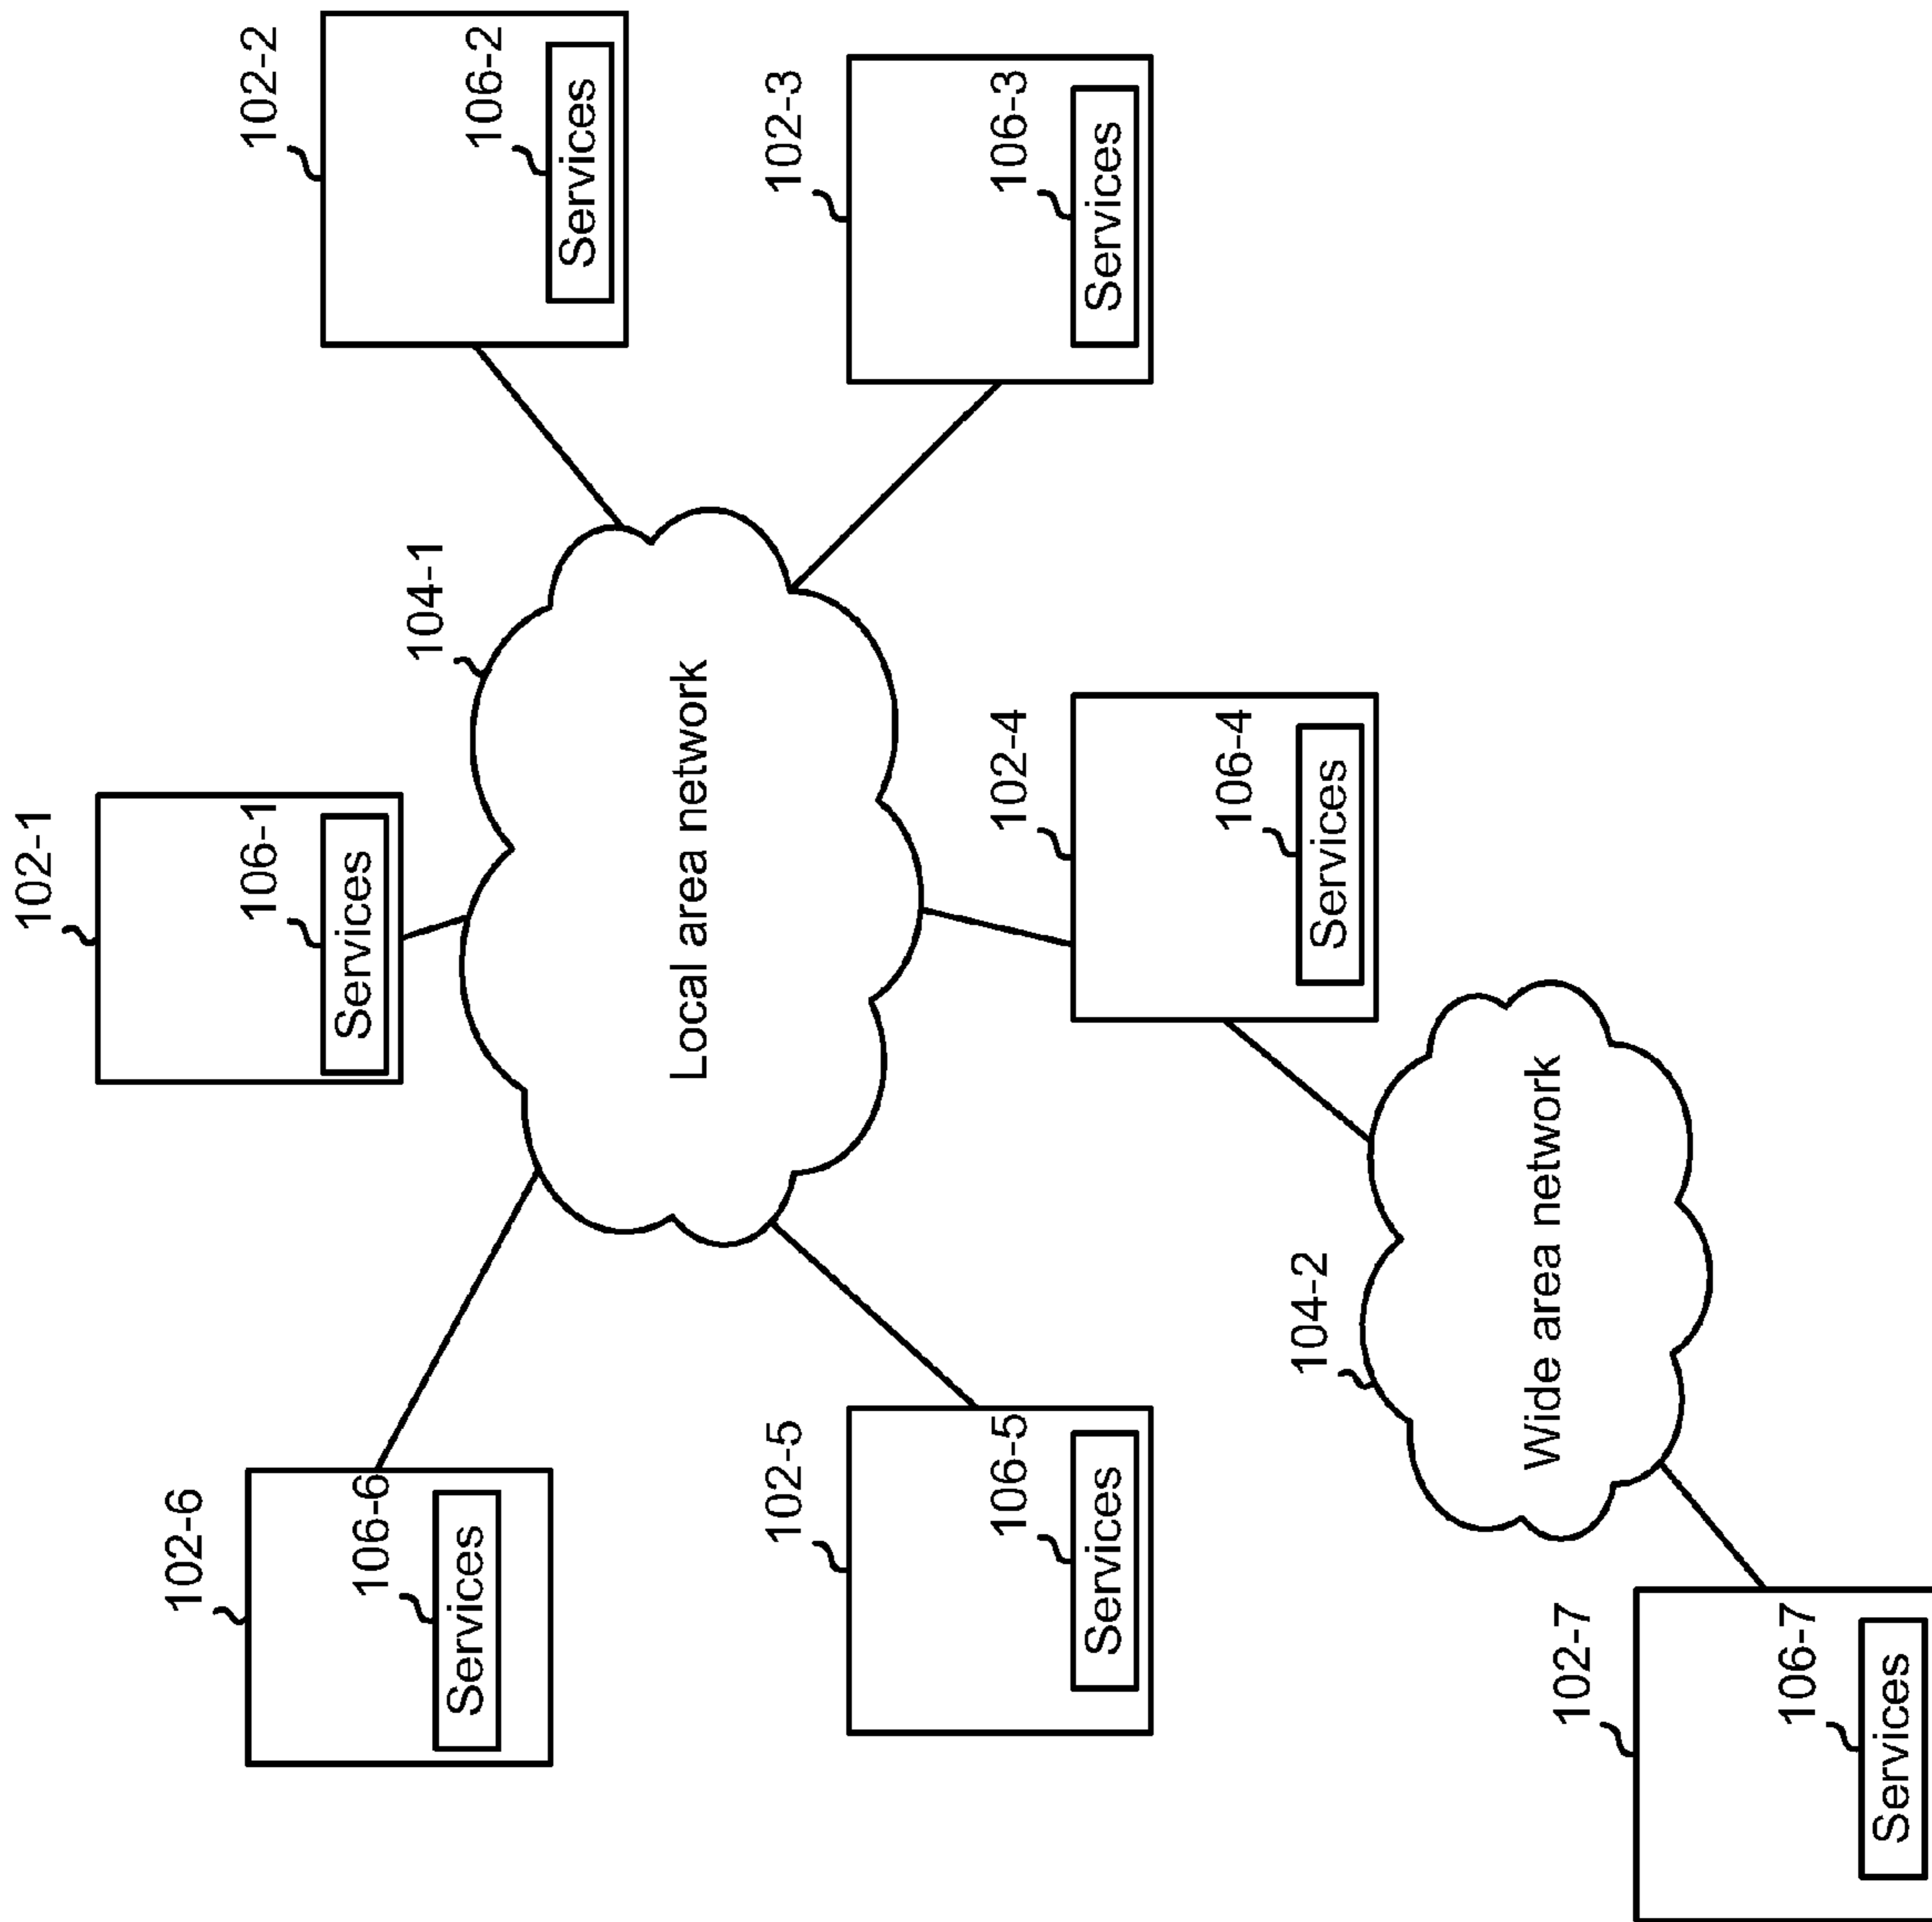 102-1
106-1
Services
102-2
106-2
Services
102-3
106-3
Services
104-1
Local area network
102-4
106-4
Services
102-6
106-6
Services
102-5
106-5
Services
104-2
Wide area network
102-7
106-7
Services